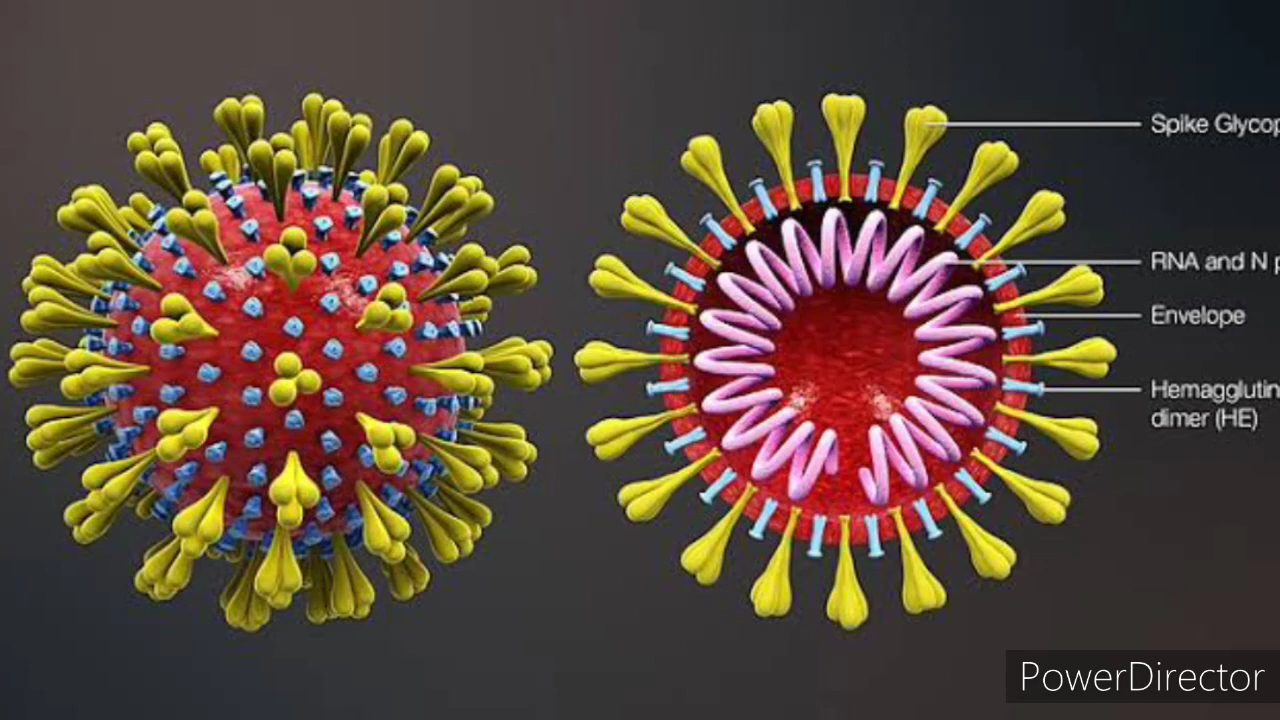 Spike Glycop
RNA and N p
Envelope
Hemagglutin
dimer (HE)
PowerDirector